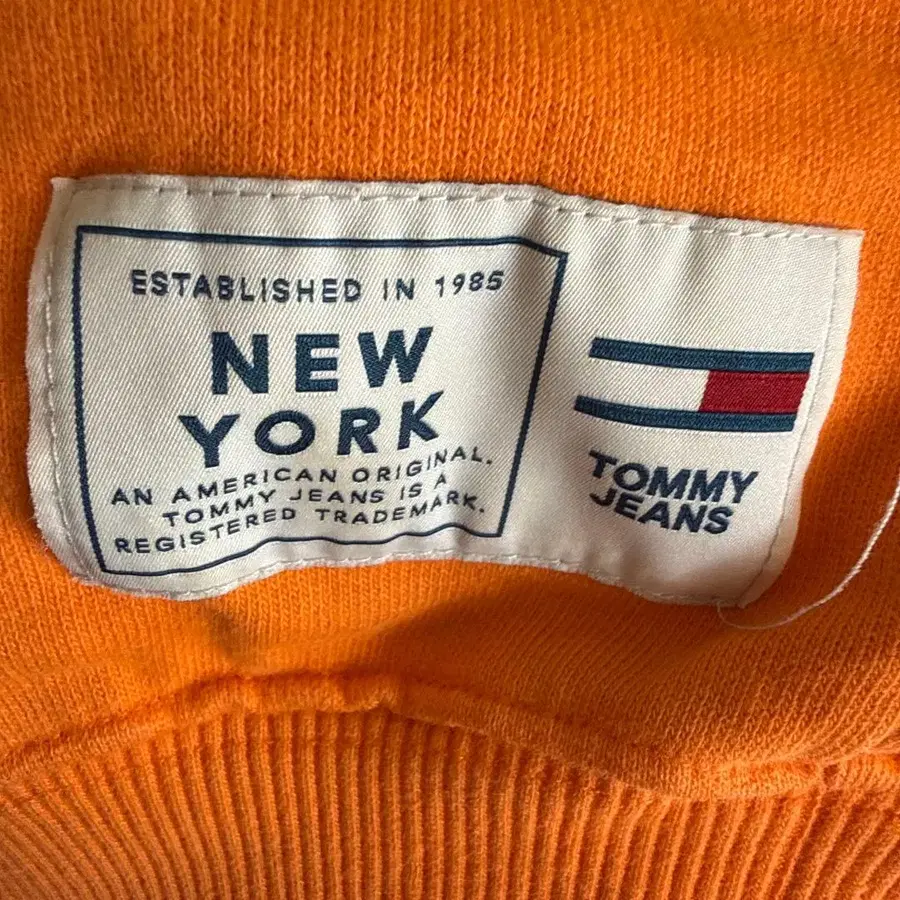 ESTABLISHED IN 1985
NEW
YORK
AN AMERICAN ORIGINAL.
TOMMY JEANS IS A
REGISTERED TRADEMARK.
TOMMY
JEANS